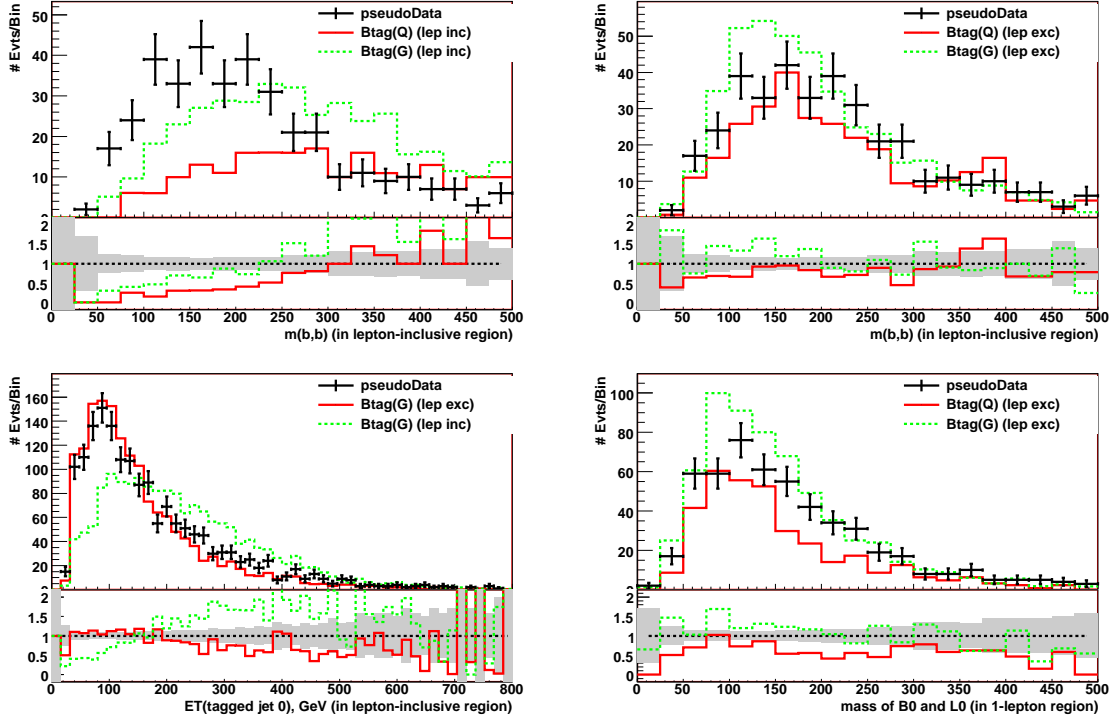 # Evts/Bin
50
40
30
20
10
0
pseudoData
Btag(Q) (lep inc)
Btag(G) (lep inc)
2
1.5
1
0.5
0
0 50 100 150 200 250 300 350 400 450 500
m(b,b) (in lepton-inclusive region)
# Evts/Bin
60
50
40
30
20
10
0
pseudoData
Btag(Q) (lep exc)
Btag(G) (lep exc)
2
1.5
1
0.5
0
0 50 100 150 200 250 300 350 400 450 500
m(b,b) (in lepton-inclusive region)
# Evts/Bin
160
140
120
100
80
60
40
20
pseudoData
Btag(G) (lep exc)
Btag(G) (lep inc)
2
1.5
1
0.5
0
0 100 200 300 400 500 600 700 800
ET(tagged jet 0), GeV (in lepton-inclusive region)
# Evts/Bin
100
80
60
40
20
pseudoData
Btag(Q) (lep exc)
Btag(G) (lep exc)
2
1.5
1
0.5
0
0 50 100 150 200 250 300 350 400 450 500
mass of B0 and L0 (in 1-lepton region)